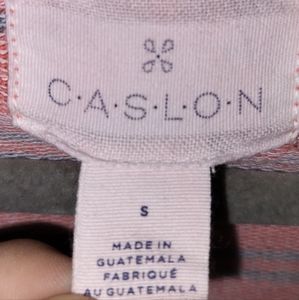 C·A·S·L·O·N
S
MADE IN
GUATEMALA
FABRIQUÉ
AU GUATEMALA